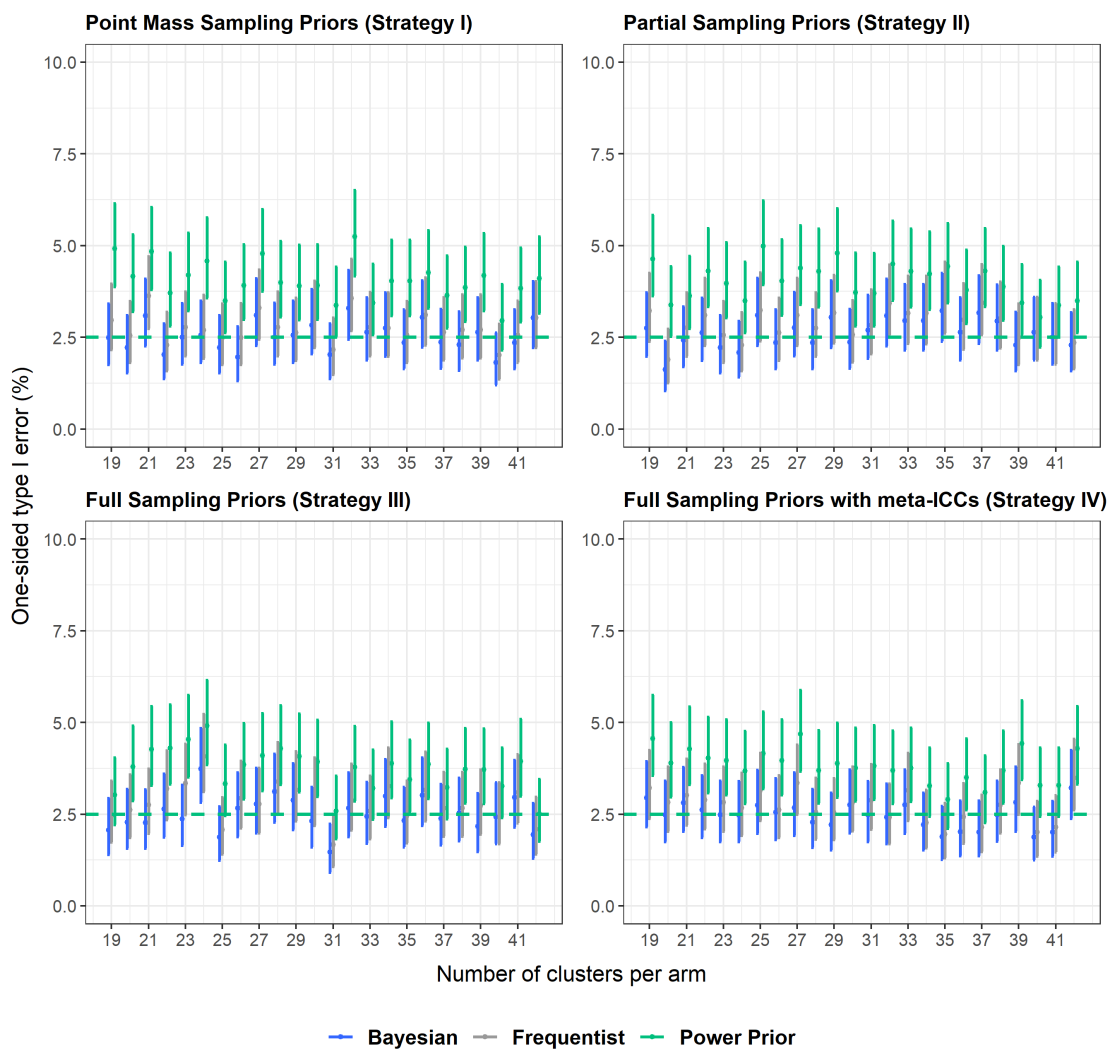 Point Mass Sampling Priors (Strategy I)
Partial Sampling Priors (Strategy II)
10.0
7.5
5.0
2.5
0.0
19 21 23 25 27 29 31 33 35 37 39 41
10.0
7.5
5.0
2.5
0.0
19 21 23 25 27 29 31 33 35 37 39 41
One-sided type I error (%)
Full Sampling Priors (Strategy III)
Full Sampling Priors with meta-ICCs (Strategy IV)
10.0
7.5
5.0
2.5
0.0
19 21 23 25 27 29 31 33 35 37 39 41
10.0
7.5
5.0
2.5
0.0
19 21 23 25 27 29 31 33 35 37 39 41
Number of clusters per arm
Bayesian Frequentist Power Prior